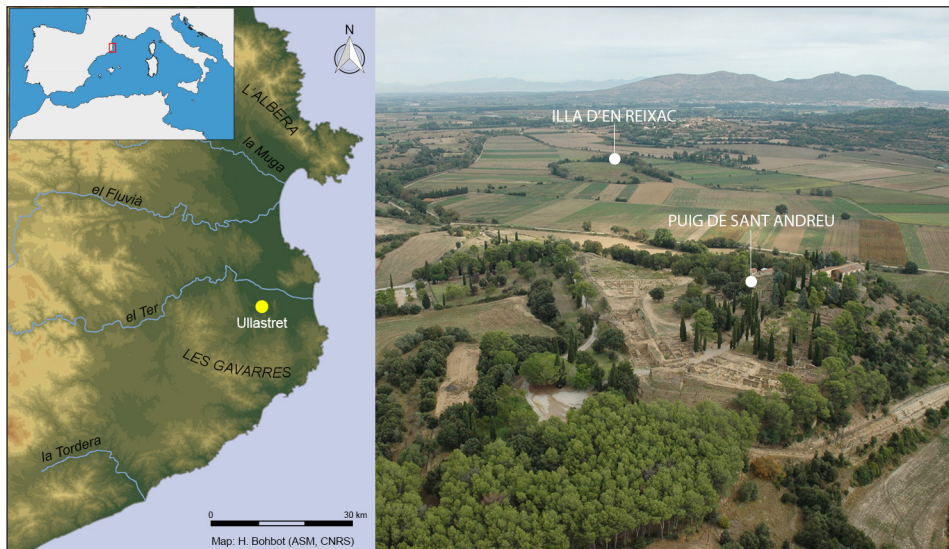 N
L'ALBERA
la Muga
el Fluvià
el Ter
Ullastret
LES GAVARRES
la Tordera
0
30 km
Map: H. Bohbot (ASM, CNRS)
ILLA D'EN REIXAC
PUIG DE SANT ANDREU